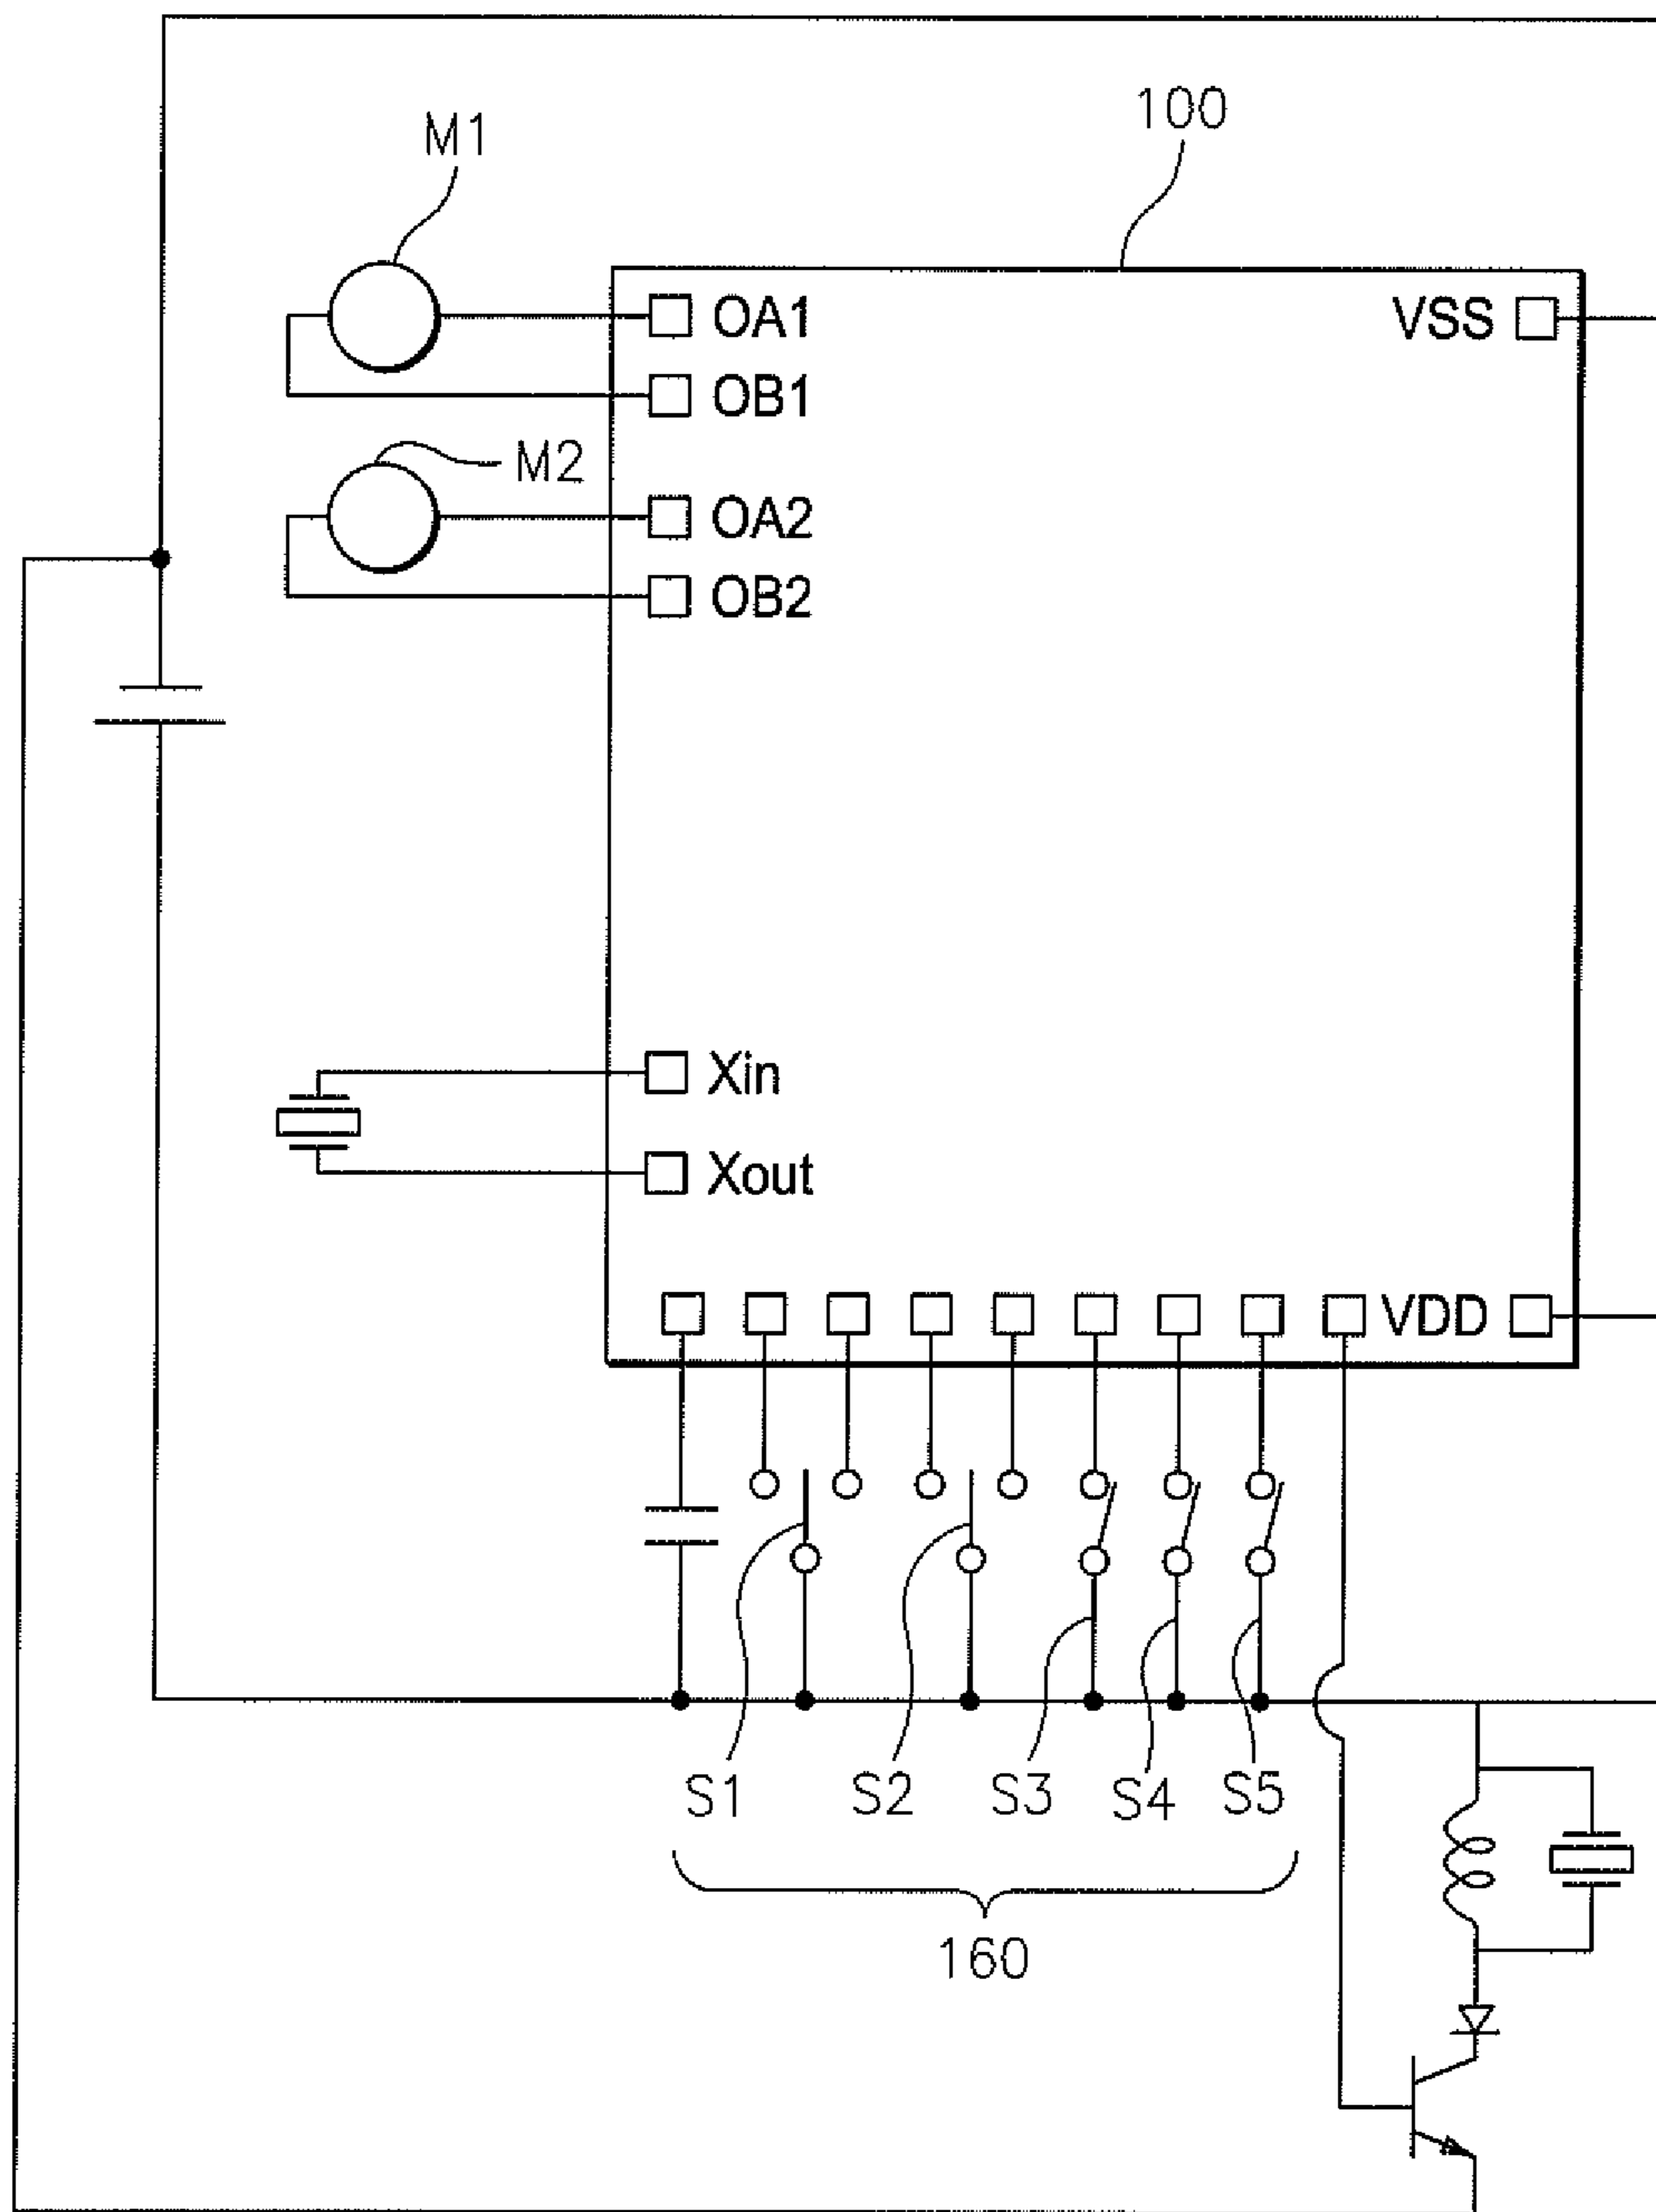 M1
100
OA1
VSS
OB1
M2
OA2
OB2
Xin
Xout
VDD
S1
S2
S3
S4
S5
160